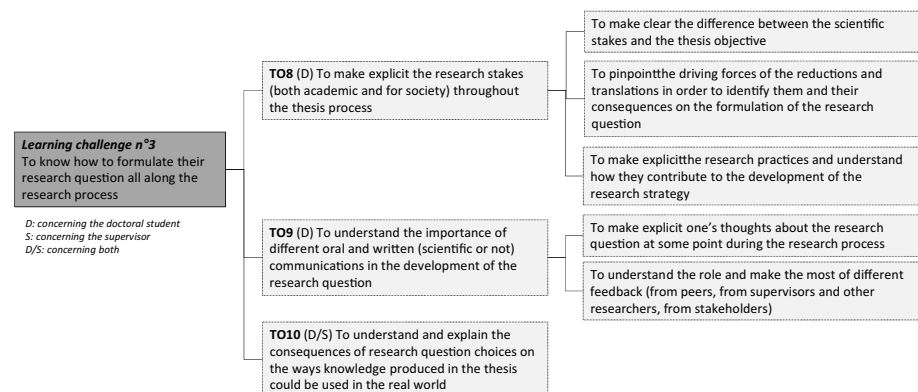 Learning challenge n°3
To know how to formulate their
research question all along the
research process
D: concerning the doctoral student
S: concerning the supervisor
D/S: concerning both
TO8 (D) To make explicit the research stakes
(both academic and for society) throughout
the thesis process
To make clear the difference between the scientific
stakes and the thesis objective
To pinpointthe driving forces of the reductions and
translations in order to identify them and their
consequences on the formulation of the research
question
To make explicitthe research practices and understand
how they contribute to the development of the
research strategy
TO9 (D) To understand the importance of
different oral and written (scientific or not)
communications in the development of the
research question
To make explicit one's thoughts about the research
question at some point during the research process
To understand the role and make the most of different
feedback (from peers, from supervisors and other
researchers, from stakeholders)
TO10 (D/S) To understand and explain the
consequences of research question choices on
the ways knowledge produced in the thesis
could be used in the real world